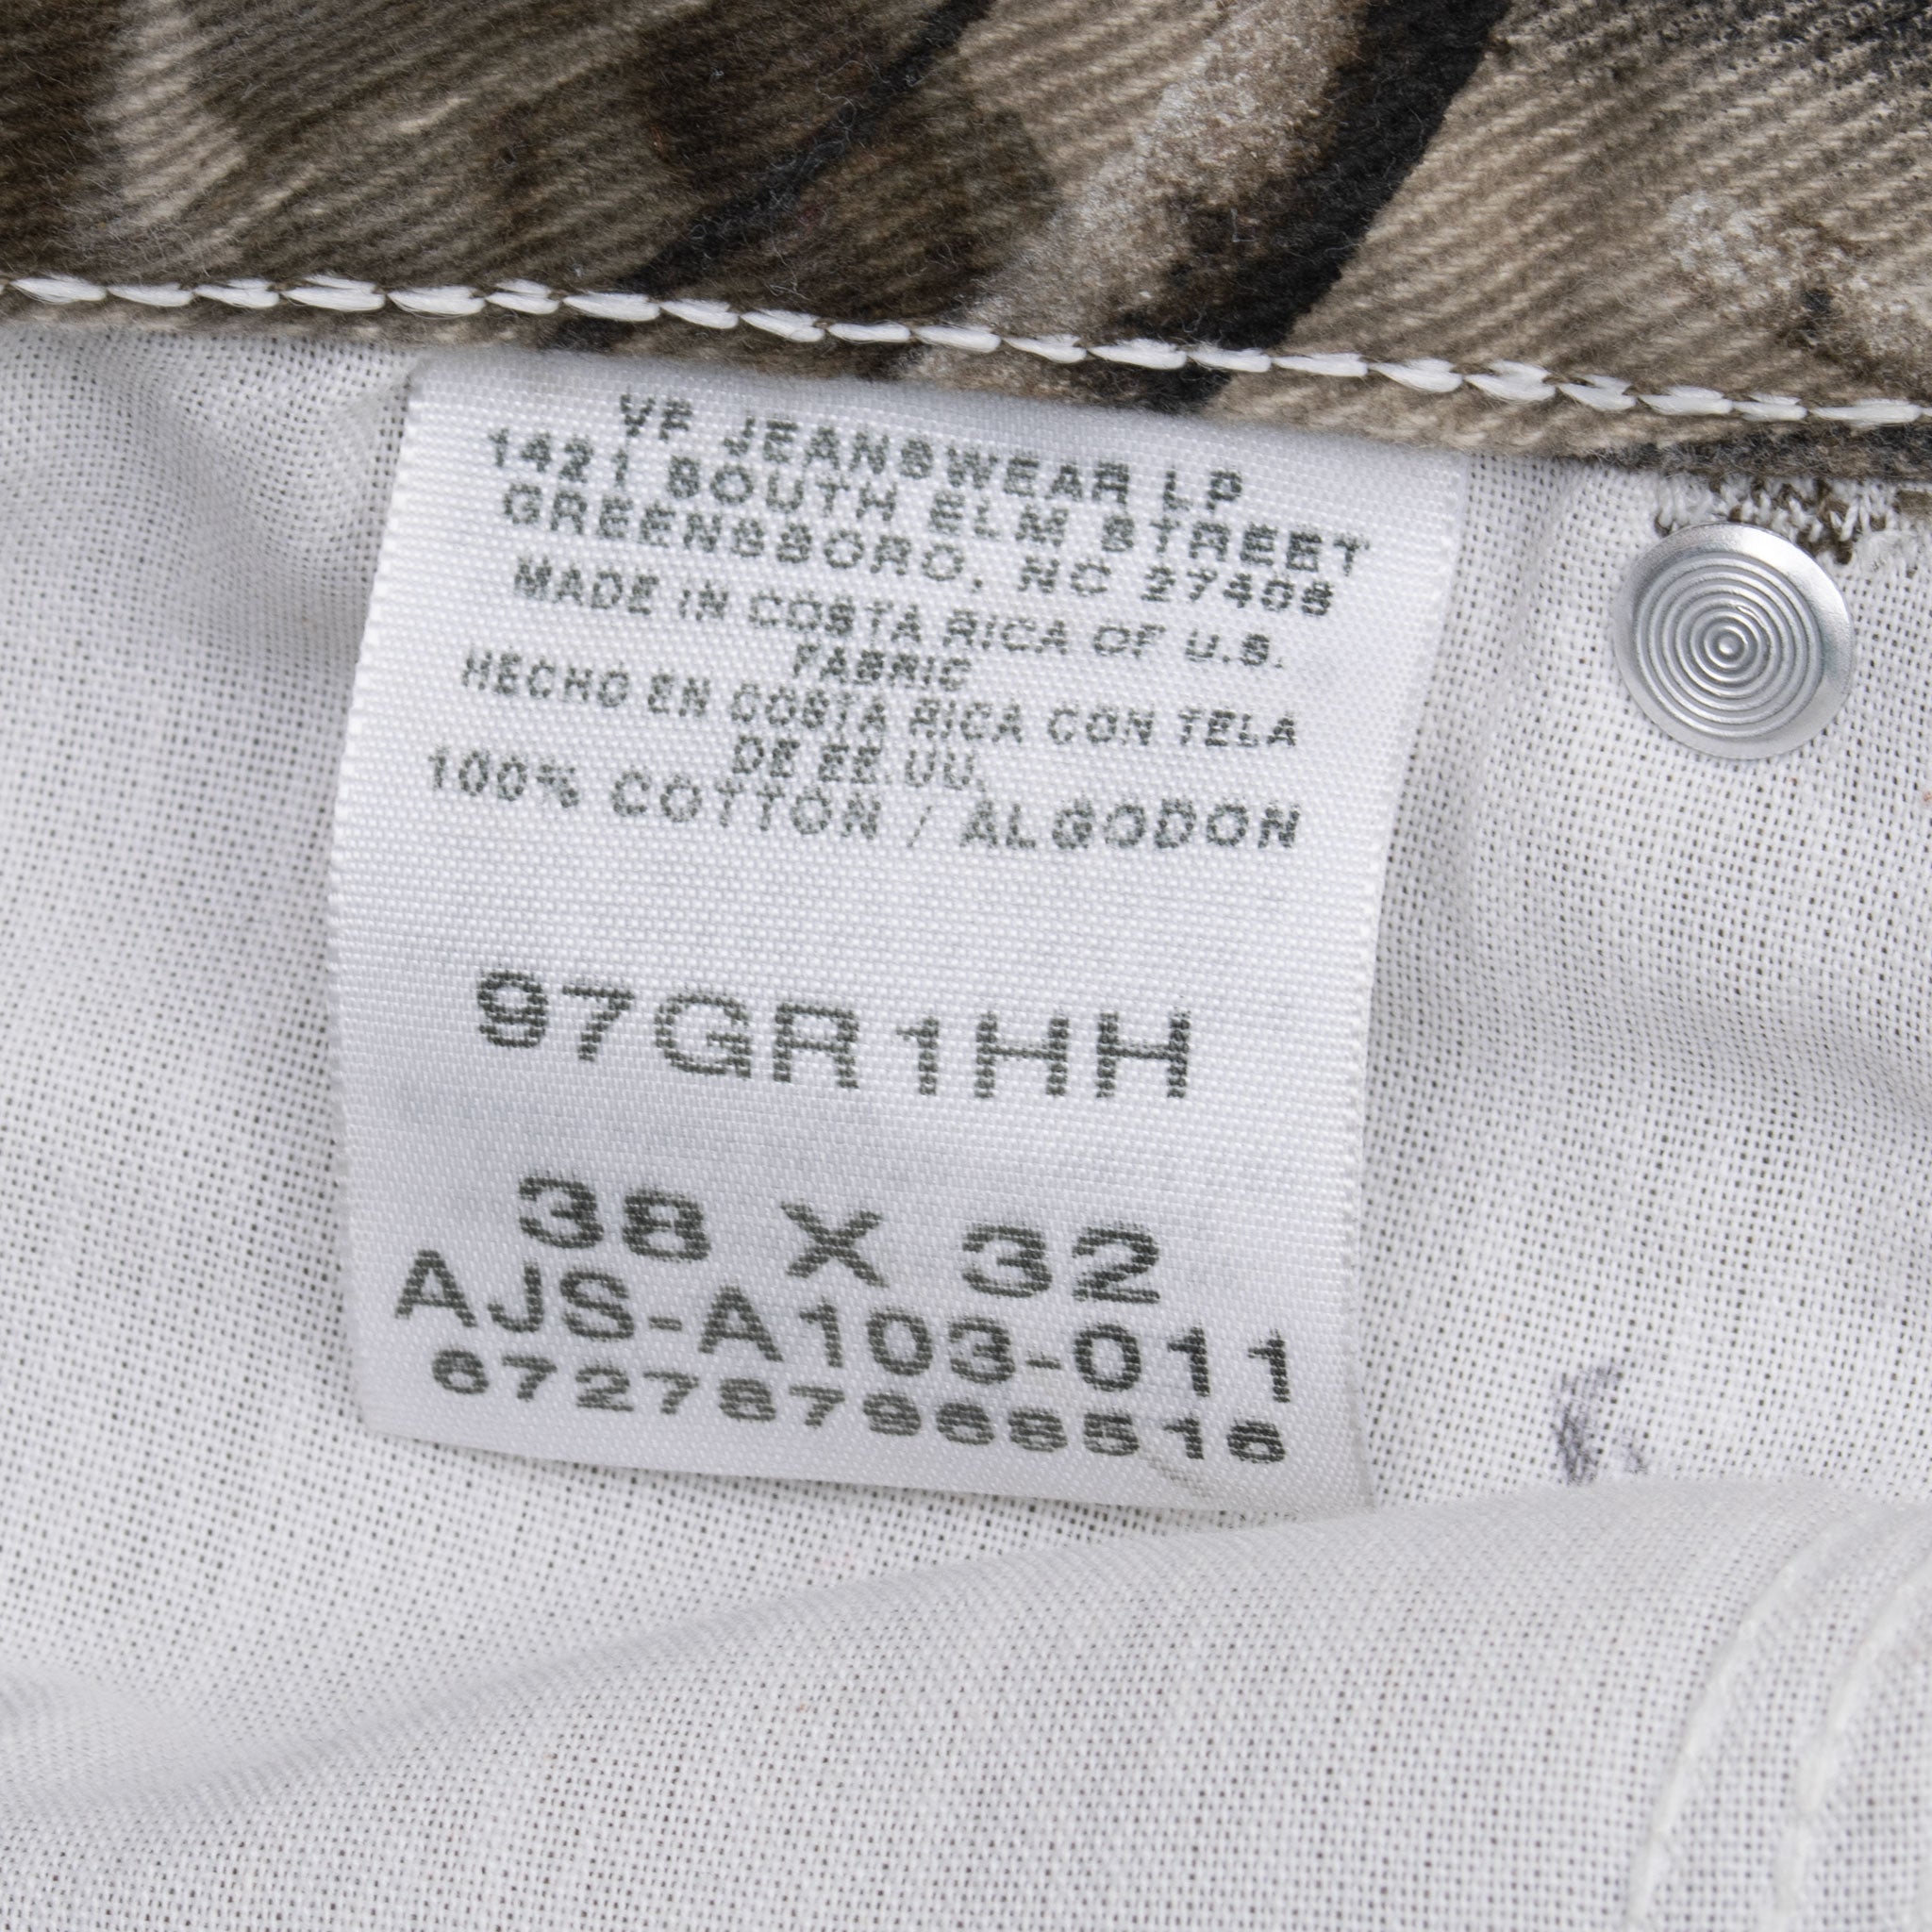 VF JEANSWEAR LP
1421 SOUTH ELM STREET
GREENSBORO, NC 27406
MADE IN COSTA RICA OF U.S.
FABRIC
HECHO EN COSTA RICA CON TELA
DE EE.UU.
100% COTTON / ALGODON
97GR1HH
38 X 32
AJS-A103-011
672787968516